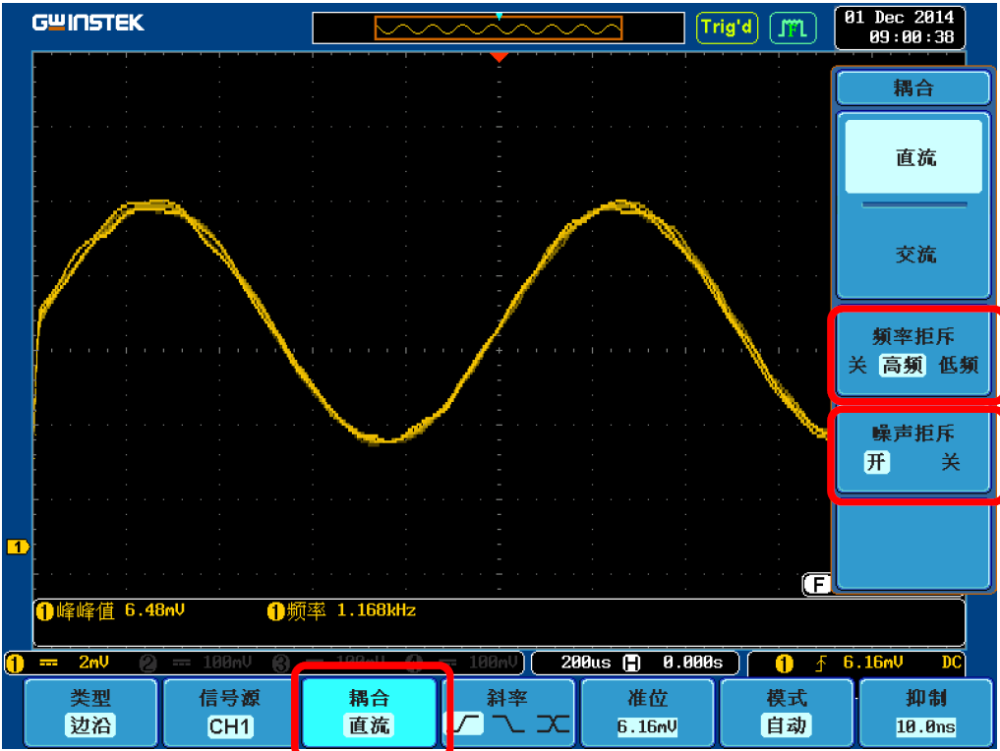 GWINSTEK
Trig'd
01 Dec 2014
09:00:38
耦合
直流
交流
频率拒斥
关 高频 低频
噪声拒斥
开 关
1
F
1峰峰值 6.48mV 1频率 1.168kHz
1 2mV 2 100mV 3 100mV 4 100mV 200us H 0.000s 1 6.16mV DC
类型 信号源 耦合 斜率 准位 模式 抑制
边沿 CH1 直流 6.16mV 自动 10.0ns